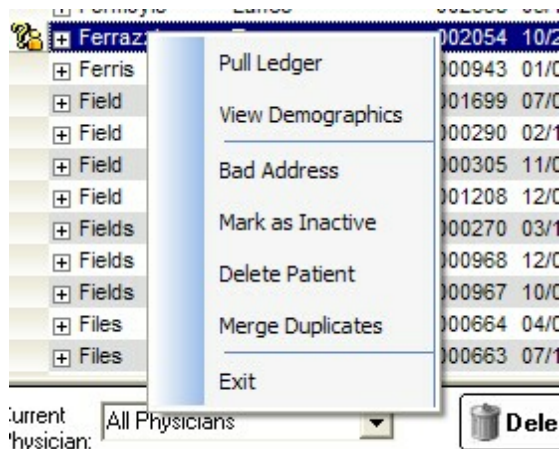 Ferraz 002054 10/2
Pull Ledger
Ferris 000943 01/0
Field 001699 07/0
View Demographics
Field 000290 02/1
Field 000305 11/0
Bad Address
Field 001208 12/0
Mark as Inactive
Fields 000270 03/1
Fields 000968 12/0
Delete Patient
Fields 000967 10/0
Files 000664 04/0
Merge Duplicates
Files 000663 07/1
Exit
Current
Physician:
All Physicians
Dele